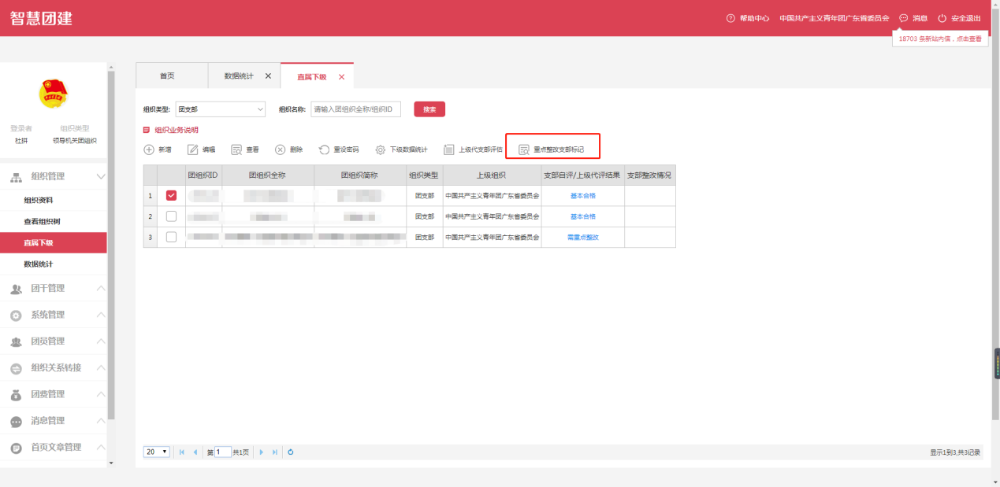 智慧团建
帮助中心 中国共产主义青年团广东省委员会 消息 安全退出
18703 条新站内信，点击查看
首页 数据统计 直属下级
登录者 组织类型
杜拼 领导机关团组织
组织类型: 团支部 组织名称: 请输入团组织全称/组织ID 搜索
组织业务说明
新增 编辑 查看 删除 重设密码 下级数据统计 上级代支部评估 重点整改支部标记
团组织ID 团组织全称 团组织简称 组织类型 上级组织 支部自评/上级代评结果 支部整改情况
1 团支部 中国共产主义青年团广东省委员会 基本合格
2 团支部 中国共产主义青年团广东省委员会 基本合格
3 团支部 中国共产主义青年团广东省委员会 需重点整改
组织管理
组织资料
查看组织树
直属下级
数据统计
团干管理
系统管理
团员管理
组织关系转接
团费管理
消息管理
首页文章管理
20 第 1 共1页 显示1到3,共3记录